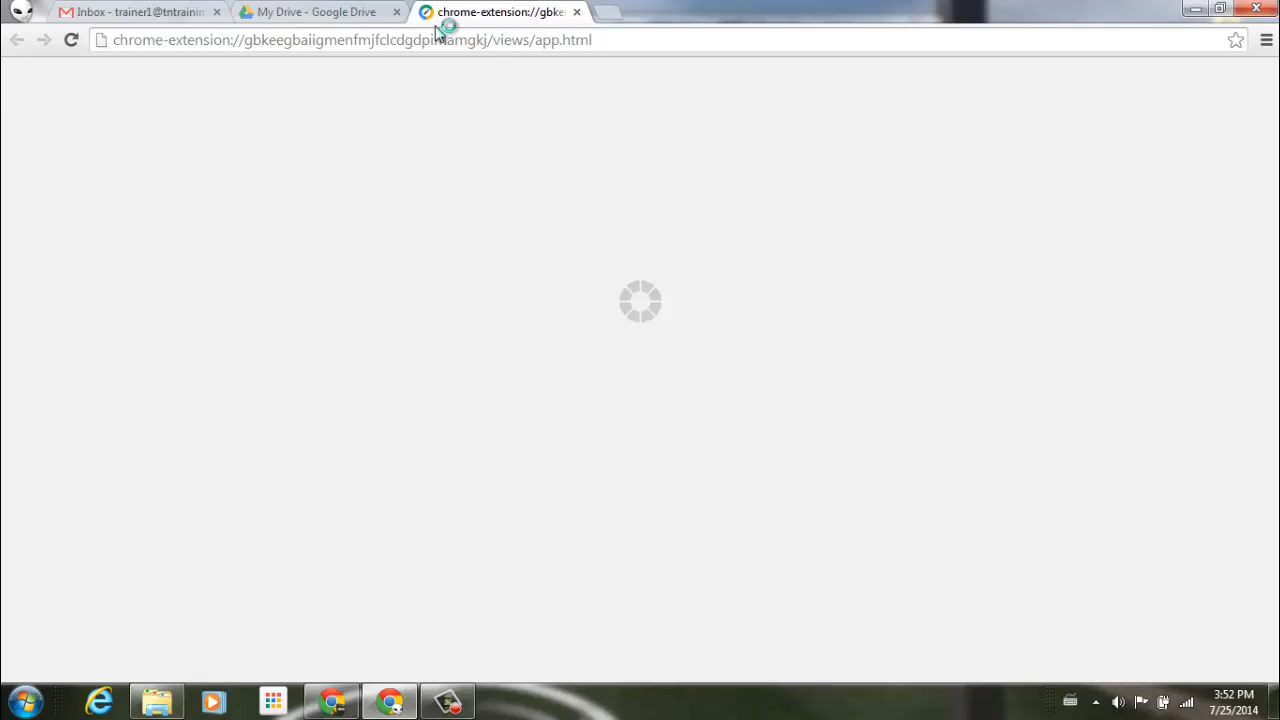 Inbox - trainer1@tntrainin
My Drive - Google Drive
chrome-extension://gbke
chrome-extension://gbkeegbaiigmenfmjfclcdgdpi amgkj/views/app.html
3:52 PM
7/25/2014